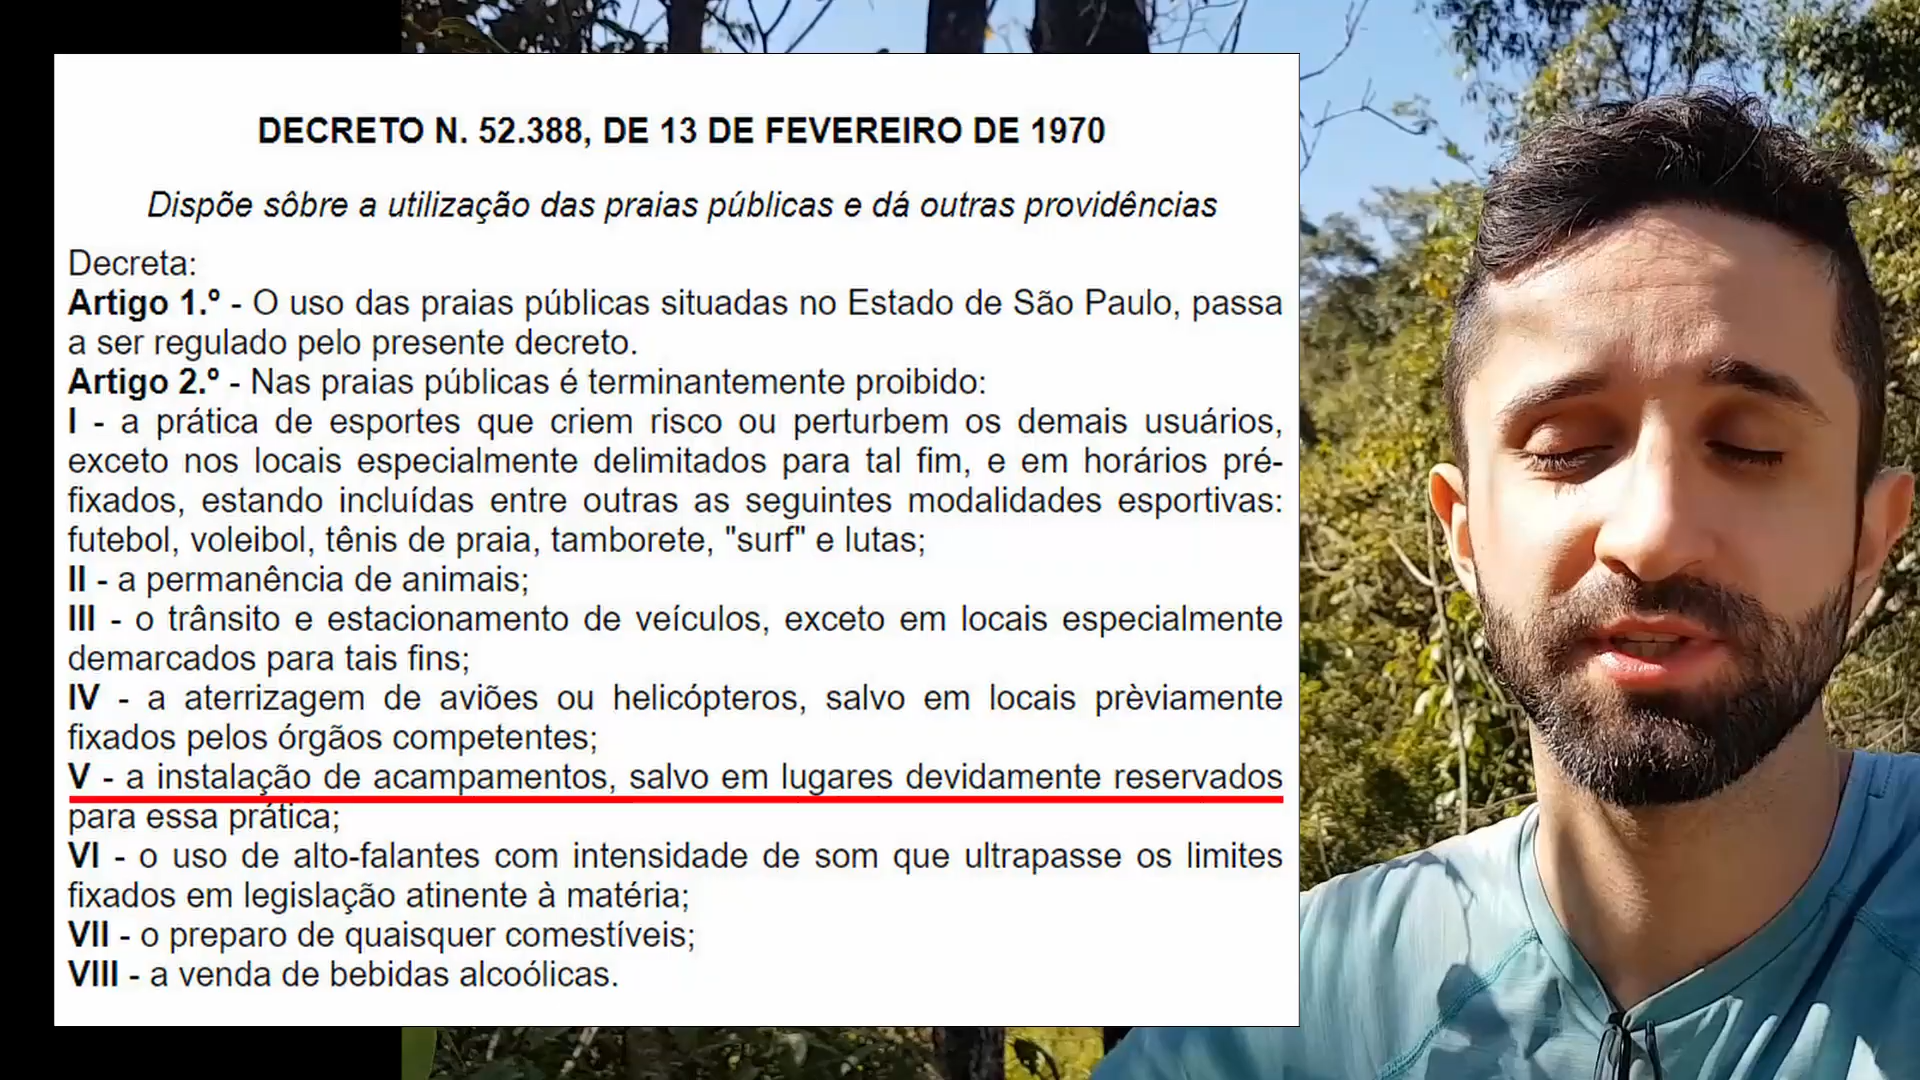 DECRETO N. 52.388, DE 13 DE FEVEREIRO DE 1970
Dispõe sôbre a utilização das praias públicas e dá outras providências
Decreta:
Artigo 1.º - O uso das praias públicas situadas no Estado de São Paulo, passa
a ser regulado pelo presente decreto.
Artigo 2.º - Nas praias públicas é terminantemente proibido:
I - a prática de esportes que criem risco ou perturbem os demais usuários,
exceto nos locais especialmente delimitados para tal fim, e em horários pré-
fixados, estando incluídas entre outras as seguintes modalidades esportivas:
futebol, voleibol, tênis de praia, tamborete, "surf" e lutas;
II - a permanência de animais;
III - o trânsito e estacionamento de veículos, exceto em locais especialmente
demarcados para tais fins;
IV - a aterrizagem de aviões ou helicópteros, salvo em locais prèviamente
fixados pelos órgãos competentes;
V - a instalação de acampamentos, salvo em lugares devidamente reservados
para essa prática;
VI - o uso de alto-falantes com intensidade de som que ultrapasse os limites
fixados em legislação atinente à matéria;
VII - o preparo de quaisquer comestíveis;
VIII - a venda de bebidas alcoólicas.